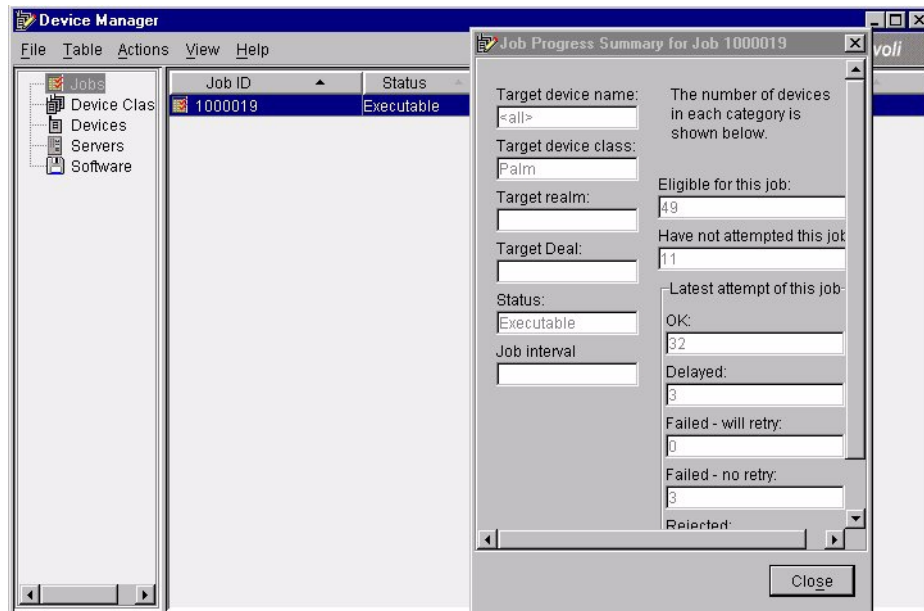 Device Manager
File Table Actions View Help
Jobs
Device Clas
Devices
Servers
Software
Job ID Status
1000019 Executable
voli
Job Progress Summary for Job 1000019
Target device name:
<all>
Target device class:
Palm
Target realm:
Target Deal:
Status:
Executable
Job interval
The number of devices
in each category is
shown below.
Eligible for this job:
49
Have not attempted this job
11
Latest attempt of this job
OK:
32
Delayed:
3
Failed - will retry:
0
Failed - no retry:
3
Rejected:
Close